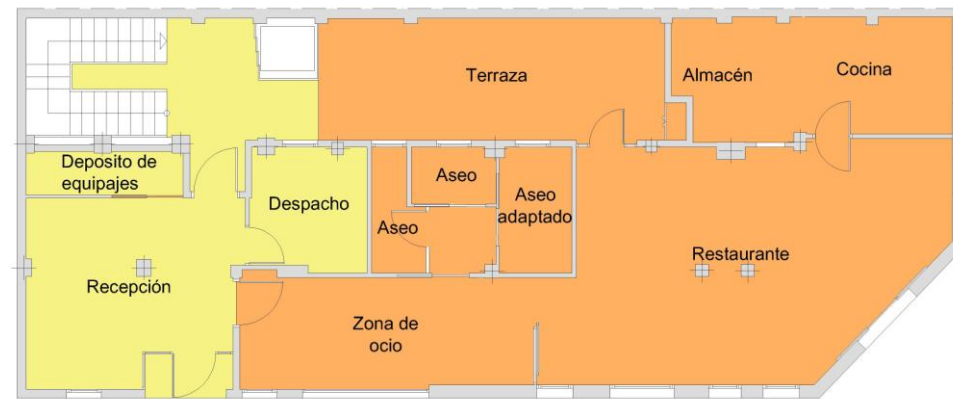 Terraza
Almacén
Cocina
Deposito de
equipajes
Despacho
Aseo
Aseo
adaptado
Aseo
Recepción
Restaurante
Zona de
ocio